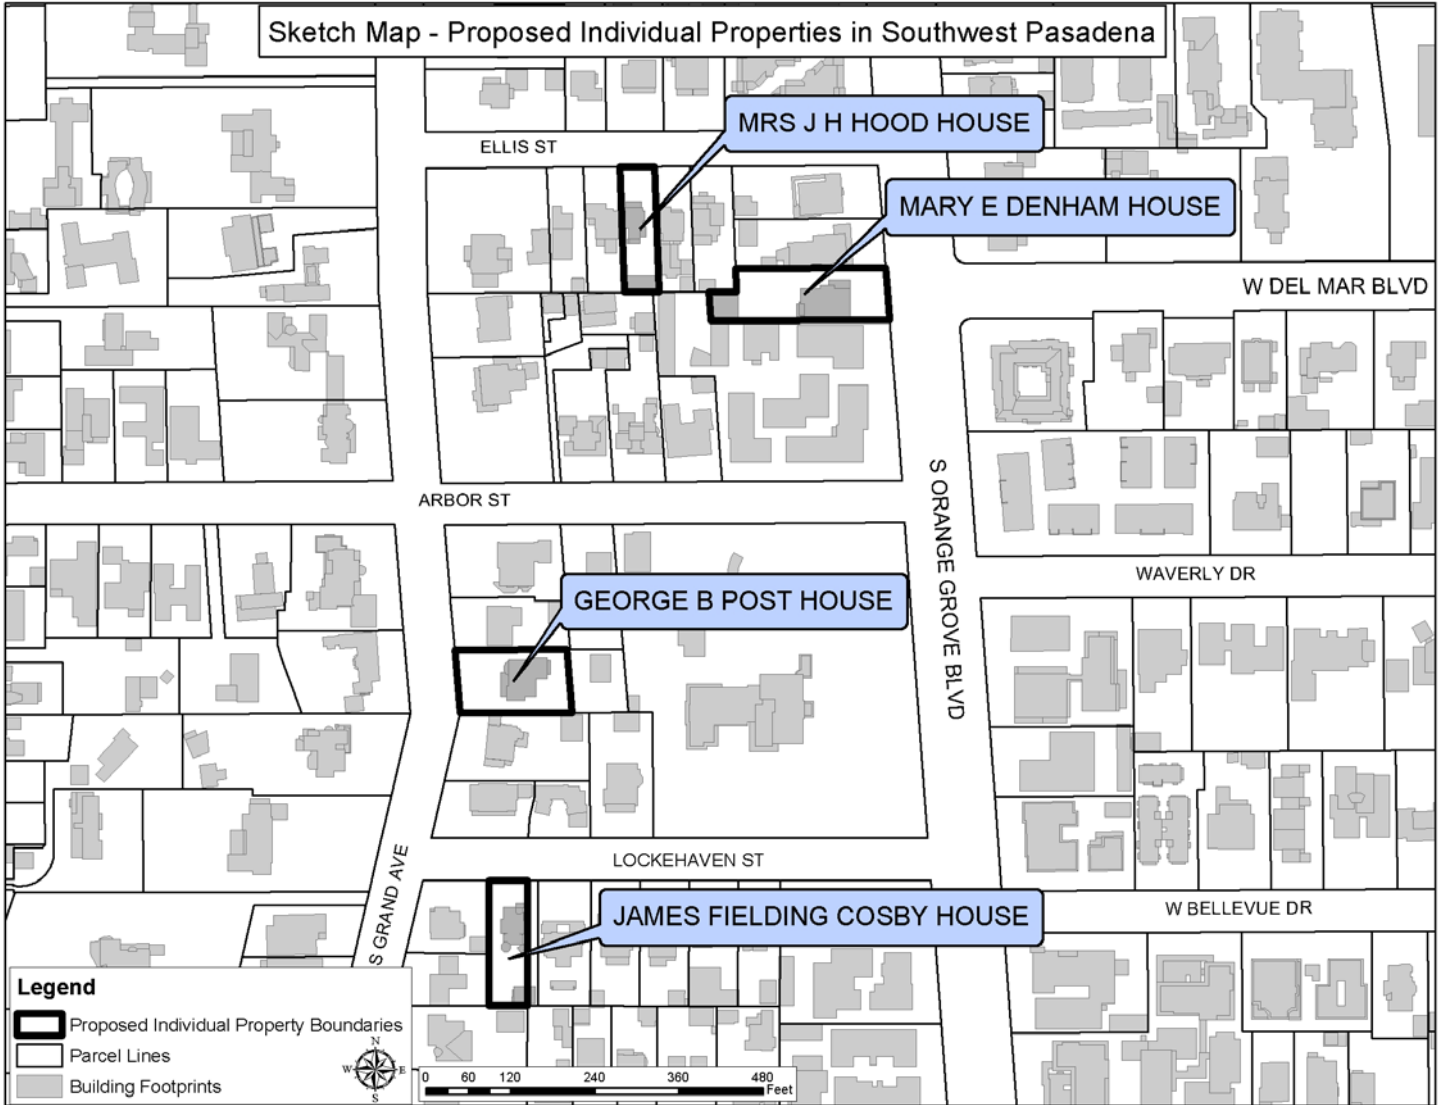 Sketch Map - Proposed Individual Properties in Southwest Pasadena
MRS J H HOOD HOUSE
ELLIS ST
MARY E DENHAM HOUSE
W DEL MAR BLVD
ARBOR ST
S ORANGE GROVE BLVD
WAVERLY DR
GEORGE B POST HOUSE
LOCKEHAVEN ST
S GRAND AVE
JAMES FIELDING COSBY HOUSE
W BELLEVUE DR
Legend
Proposed Individual Property Boundaries
Parcel Lines
Building Footprints
N
W E
S
0 60 120 240 360 480
Feet